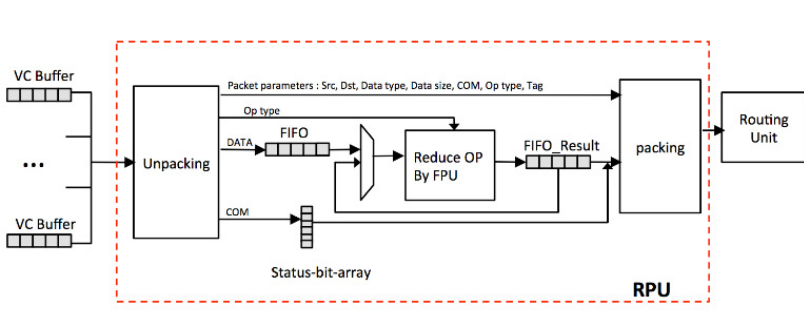 VC Buffer
...
VC Buffer
Unpacking
Packet parameters : Src, Dst, Data type, Data size, COM, Op type, Tag
Op type
DATA
FIFO
Reduce OP
By FPU
FIFO_Result
COM
Status-bit-array
packing
Routing
Unit
RPU